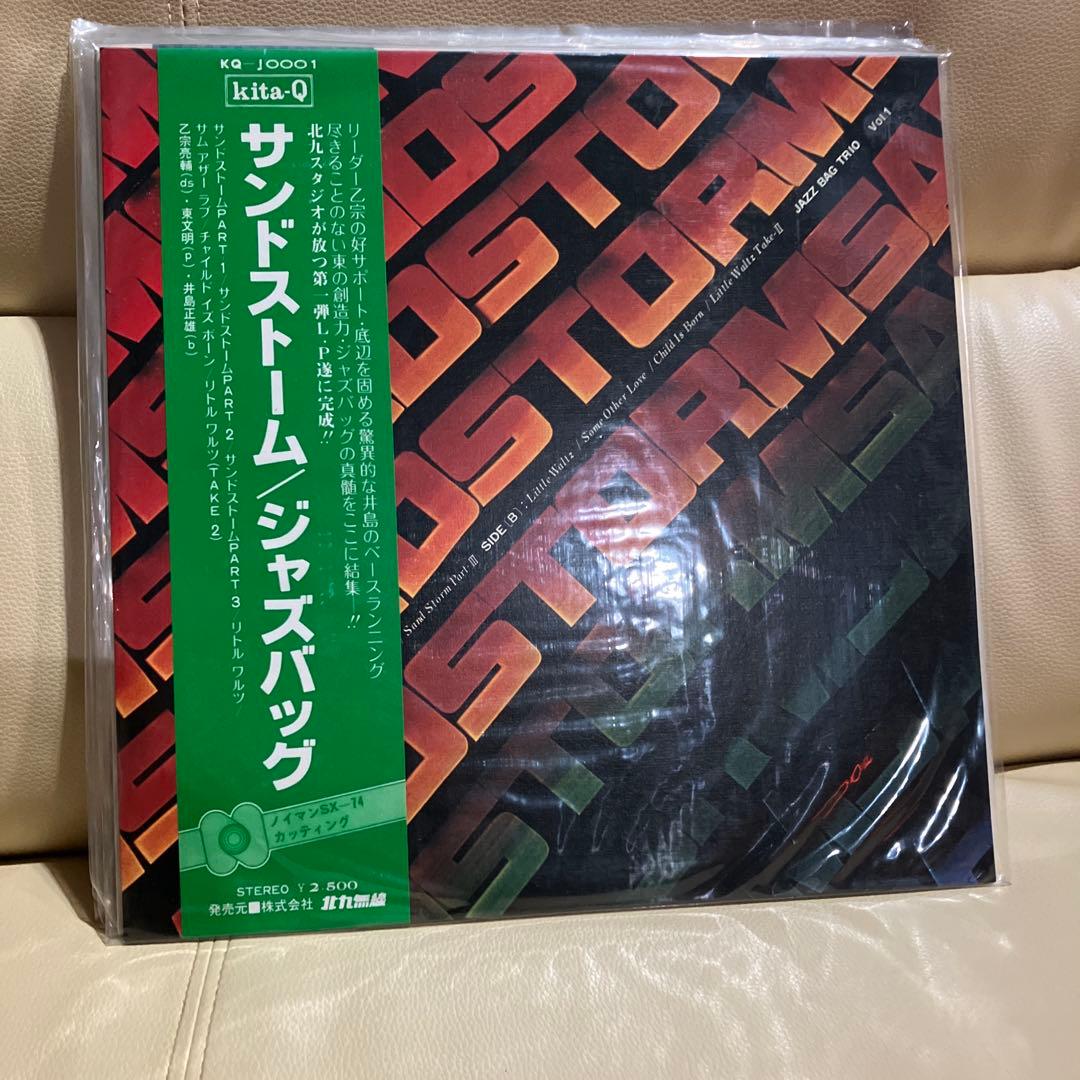 KQ-J0001
kita-Q
リーダー乙宗の好サポート・底辺を固める驚異的な井島のベースランニング
尽きることのない東の創造力・ジャズバッグの真髄をここに結集―!!
北九スタジオが放つ第一弾L.P遂に完成!!
サンドストーム/ジャズバッグ
サンドストームPART 1/サンドストームPART 2 サンドストームPART 3 リトル ワルツ/
サム アザー ラブ/チャイルド イズ ボーン/リトル ワルツ(TAKE 2)
乙宗亮輔(ds)・東文明(p)・井島正雄(b)
ノイマンSX-74
カッティング
STEREO ¥2.500
発売元■株式会社 北九無線
Sand Storm Part-III SIDE(B):Little Waltz/Some Other Love/Child Is Born/Little Waltz Take-II JAZZ BAG TRIO Vol.1
STORM
SANDSTORM